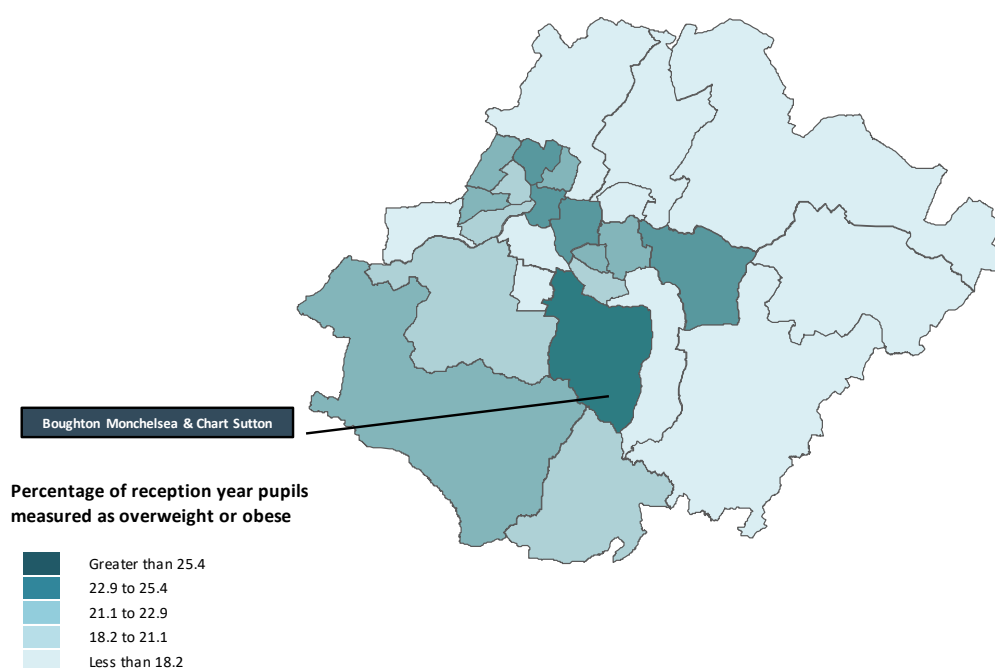 Boughton Monchelsea & Chart Sutton
Percentage of reception year pupils
measured as overweight or obese
Greater than 25.4
22.9 to 25.4
21.1 to 22.9
18.2 to 21.1
Less than 18.2